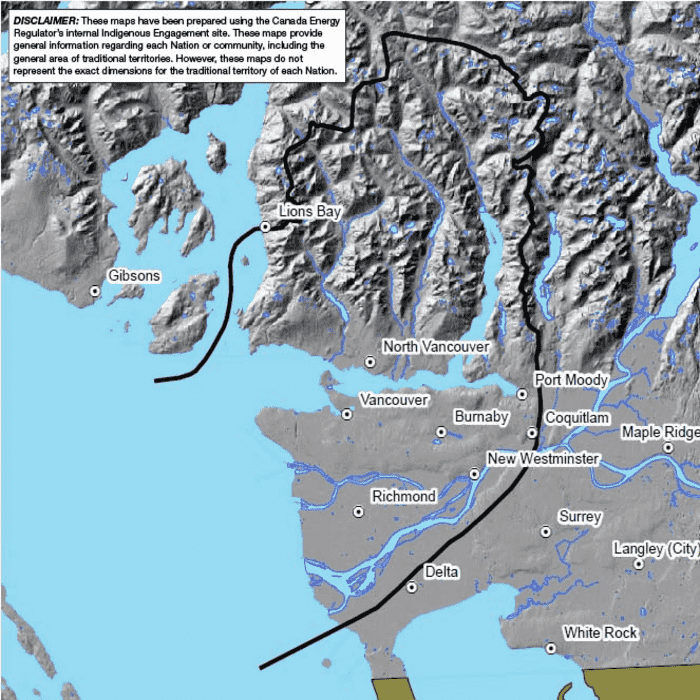 DISCLAIMER: These maps have been prepared using the Canada Energy
Regulator's internal Indigenous Engagement site. These maps provide
general information regarding each Nation or community, including the
general area of traditional territories. However, these maps do not
represent the exact dimensions for the traditional territory of each Nation.
Lions Bay
Gibsons
North Vancouver
Port Moody
Vancouver
Burnaby
Coquitlam
Maple Ridge
New Westminster
Richmond
Surrey
Langley (City)
Delta
White Rock